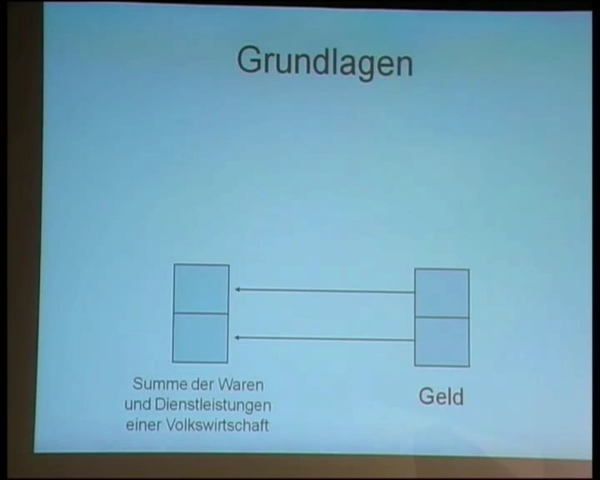 Grundlagen
Summe der Waren
und Dienstleistungen
einer Volkswirtschaft
Geld